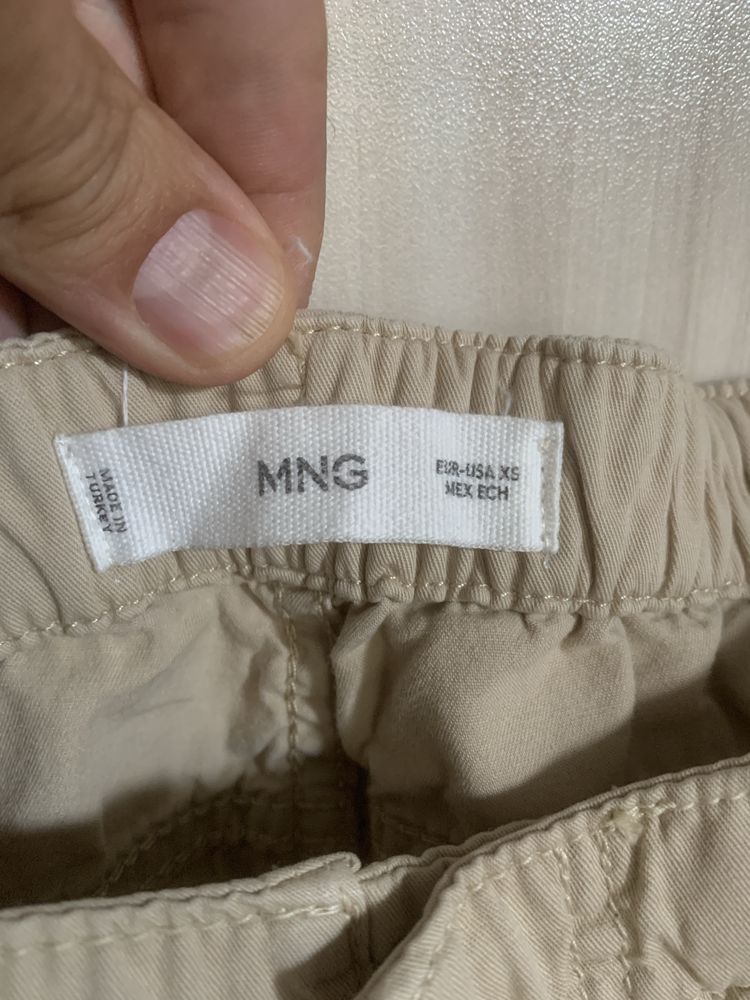 MADE IN
TURKEY
MNG
EUR-USA XS
MEX ECH